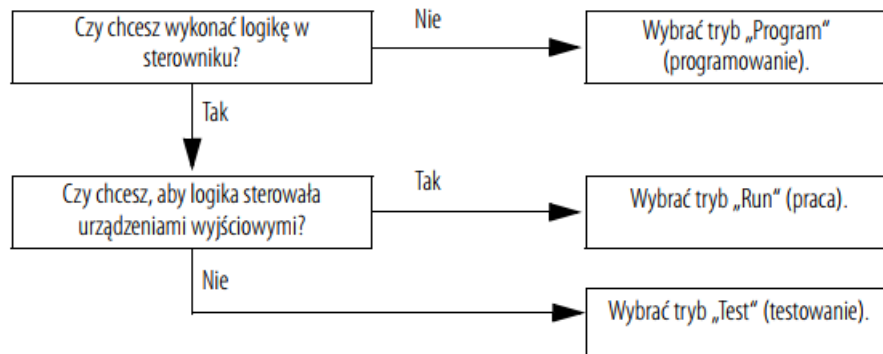 Czy chcesz wykonać logikę w
sterowniku?
Nie
Wybrać tryb „Program“
(programowanie).
Tak
Czy chcesz, aby logika sterowała
urządzeniami wyjściowymi?
Tak
Wybrać tryb „Run“ (praca).
Nie
Wybrać tryb „Test“ (testowanie).